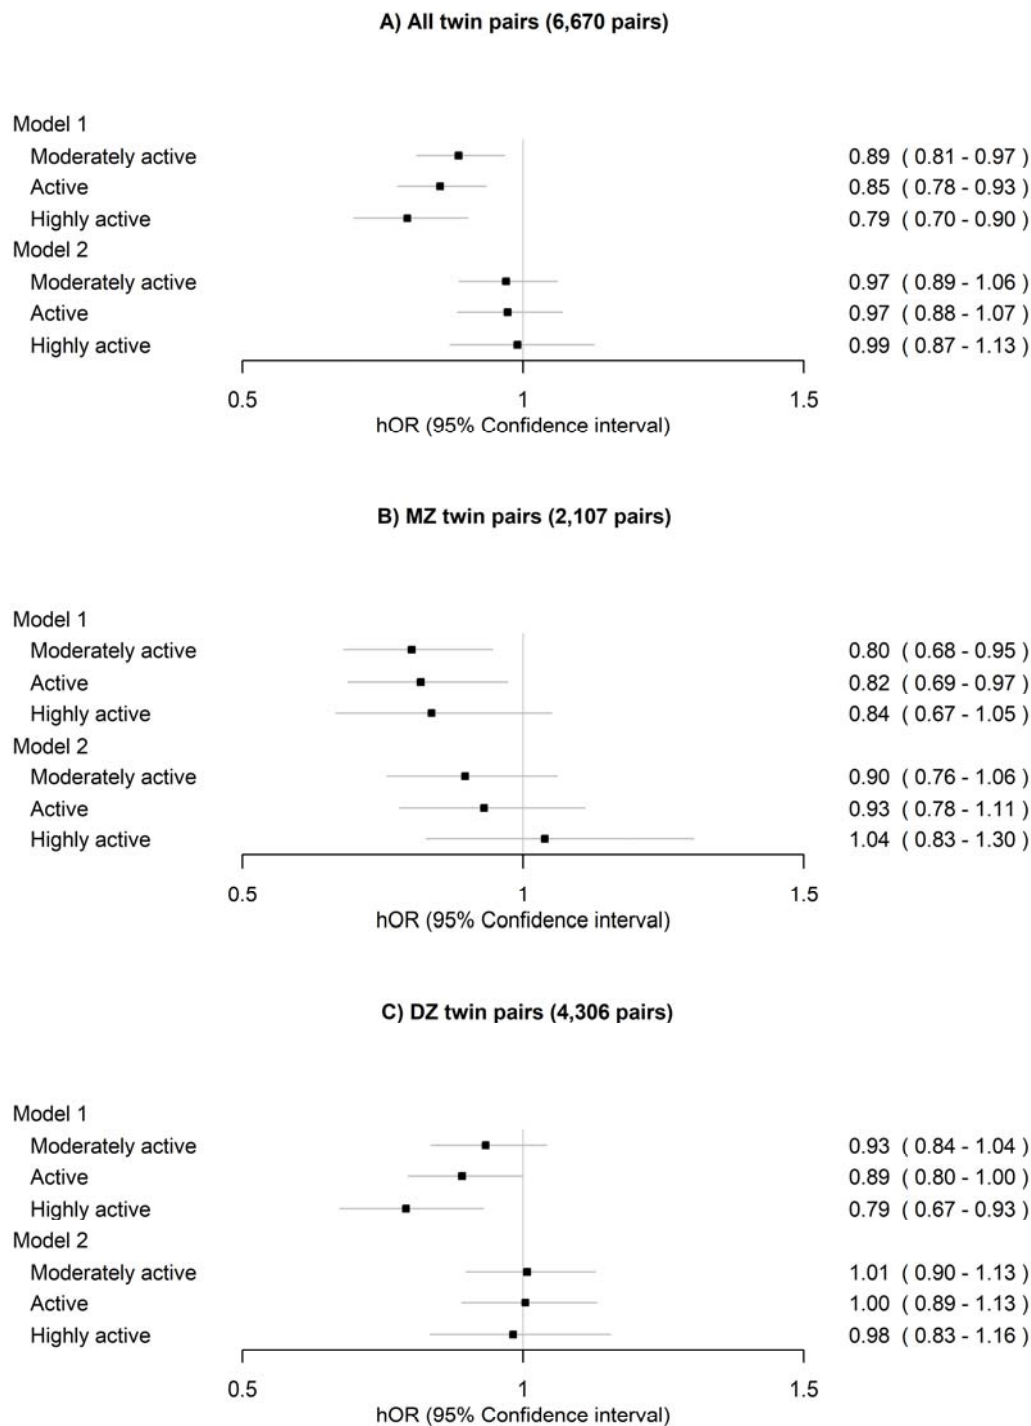 A) All twin pairs (6,670 pairs)
Model 1
Moderately active 0.89 ( 0.81 - 0.97 )
Active 0.85 ( 0.78 - 0.93 )
Highly active 0.79 ( 0.70 - 0.90 )
Model 2
Moderately active 0.97 ( 0.89 - 1.06 )
Active 0.97 ( 0.88 - 1.07 )
Highly active 0.99 ( 0.87 - 1.13 )
0.5 1 1.5
hOR (95% Confidence interval)
B) MZ twin pairs (2,107 pairs)
Model 1
Moderately active 0.80 ( 0.68 - 0.95 )
Active 0.82 ( 0.69 - 0.97 )
Highly active 0.84 ( 0.67 - 1.05 )
Model 2
Moderately active 0.90 ( 0.76 - 1.06 )
Active 0.93 ( 0.78 - 1.11 )
Highly active 1.04 ( 0.83 - 1.30 )
0.5 1 1.5
hOR (95% Confidence interval)
C) DZ twin pairs (4,306 pairs)
Model 1
Moderately active 0.93 ( 0.84 - 1.04 )
Active 0.89 ( 0.80 - 1.00 )
Highly active 0.79 ( 0.67 - 0.93 )
Model 2
Moderately active 1.01 ( 0.90 - 1.13 )
Active 1.00 ( 0.89 - 1.13 )
Highly active 0.98 ( 0.83 - 1.16 )
0.5 1 1.5
hOR (95% Confidence interval)